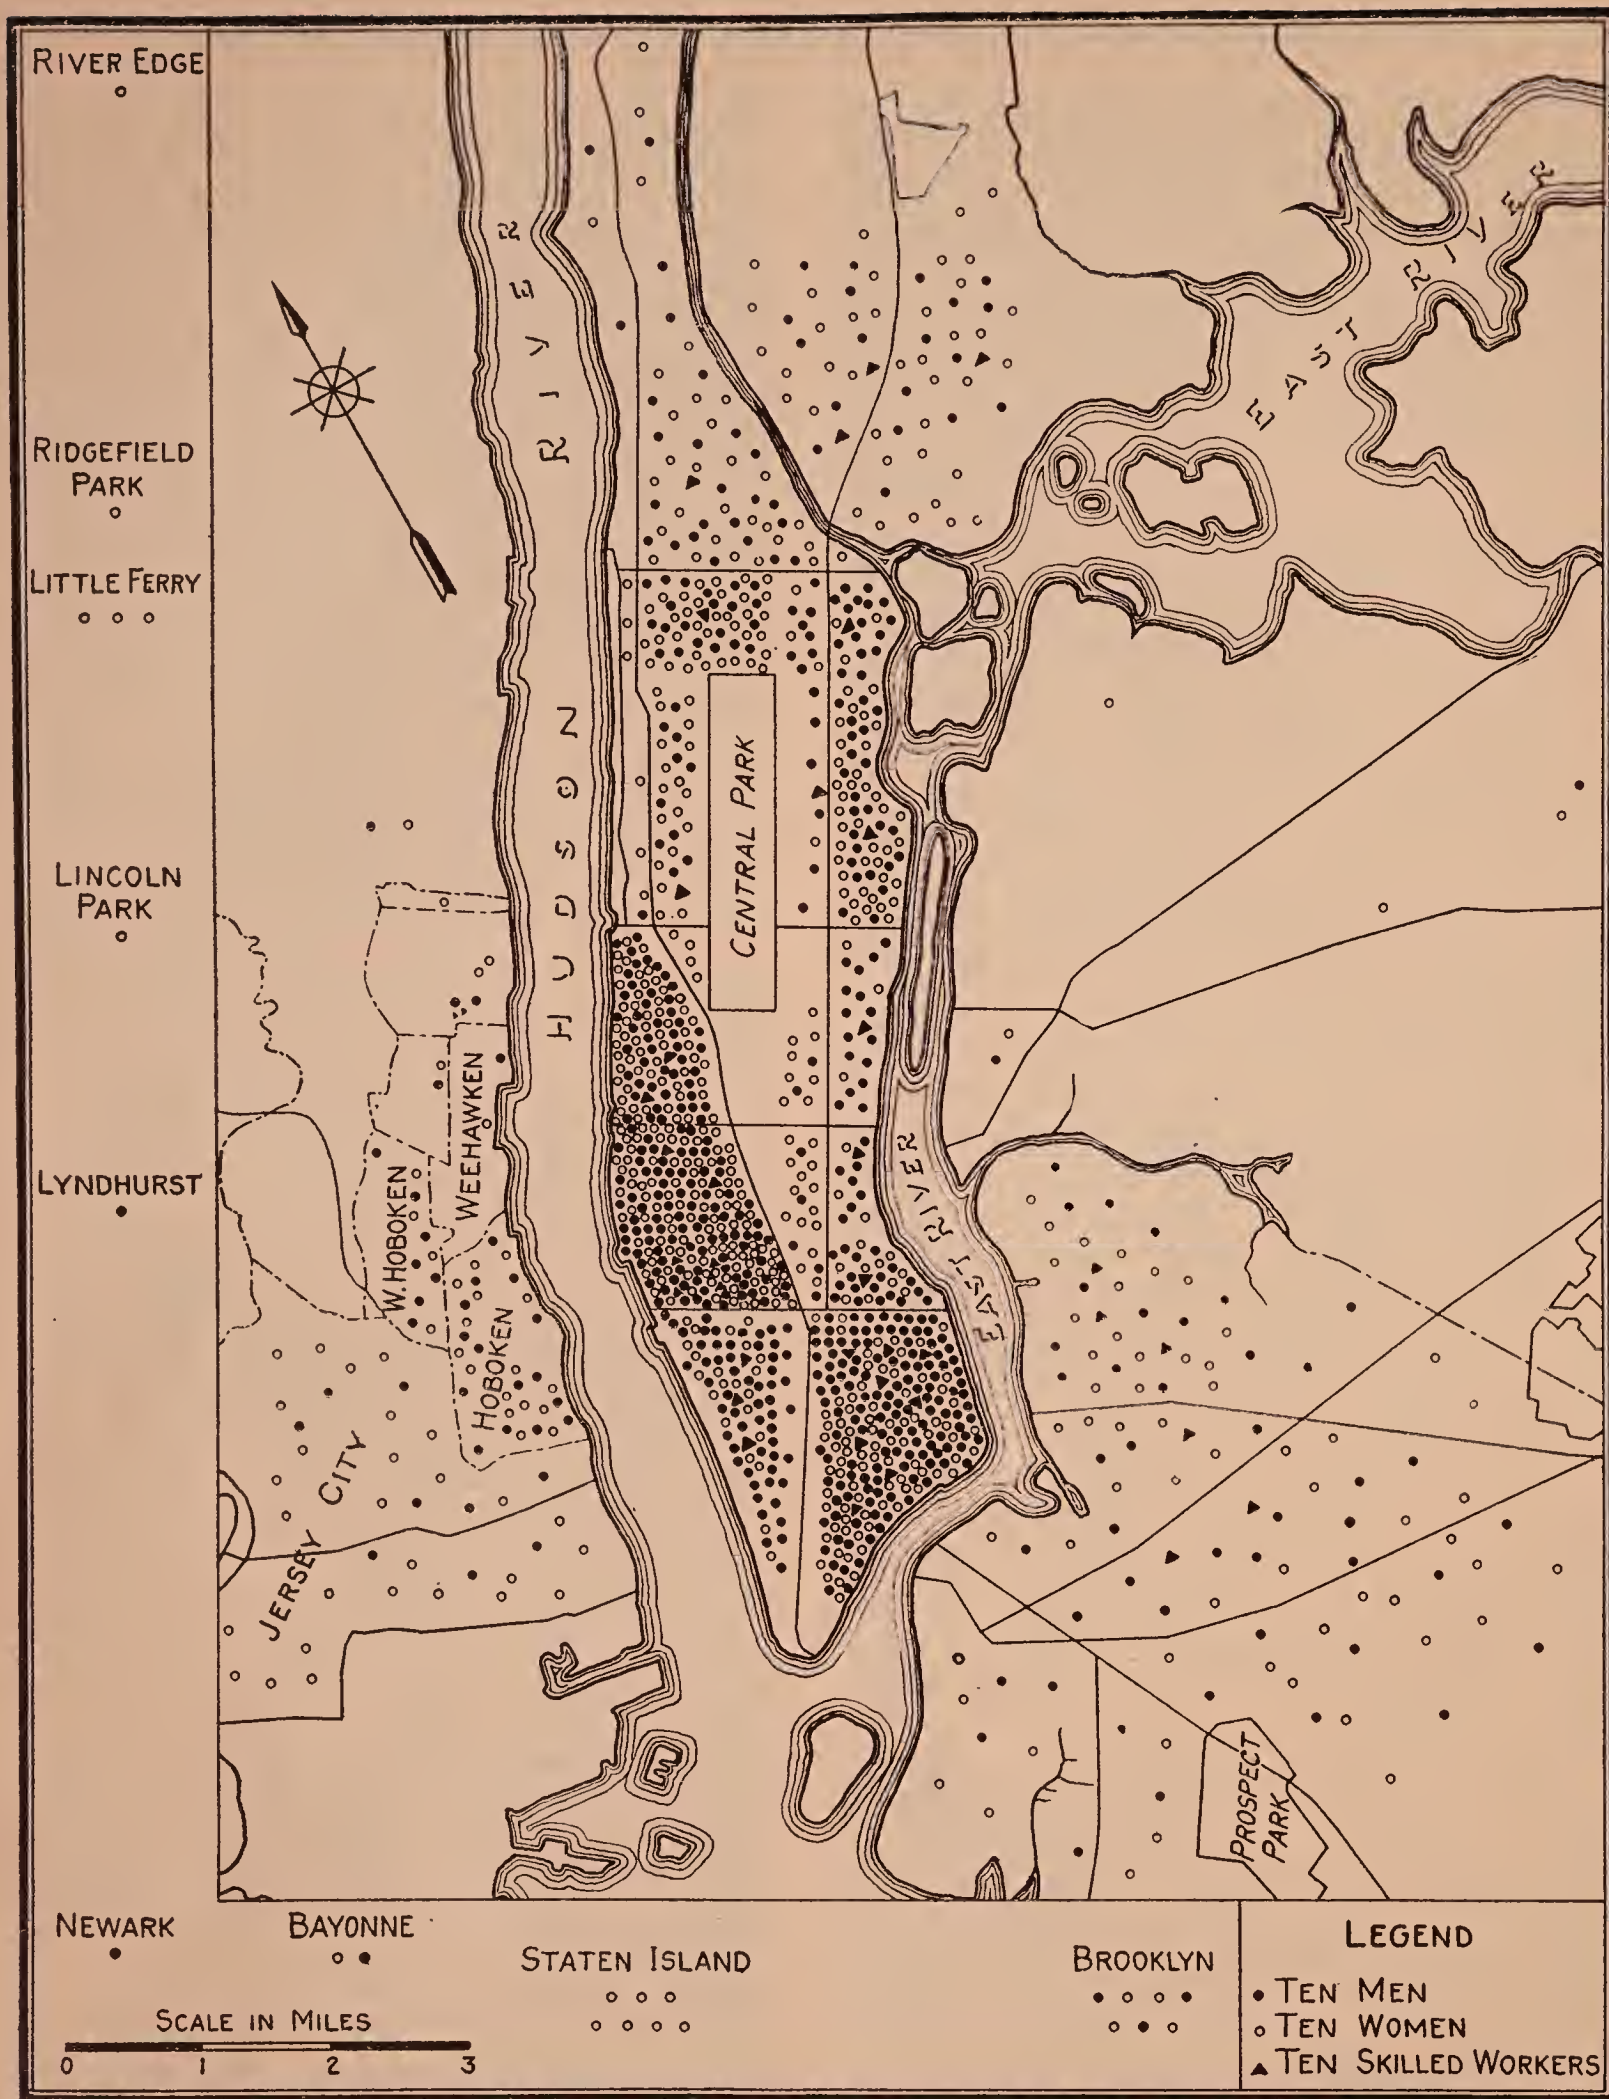 RIVER EDGE
RIDGEFIELD
PARK
LITTLE FERRY
LINCOLN
PARK
LYNDHURST
HUDSON RIVER
EAST RIVER
CENTRAL PARK
WEEHAWKEN
W. HOBOKEN
HOBOKEN
EAST RIVER
JERSEY CITY
PROSPECT
PARK
NEWARK
BAYONNE
STATEN ISLAND
BROOKLYN
SCALE IN MILES
0 1 2 3
LEGEND
TEN MEN
TEN WOMEN
TEN SKILLED WORKERS